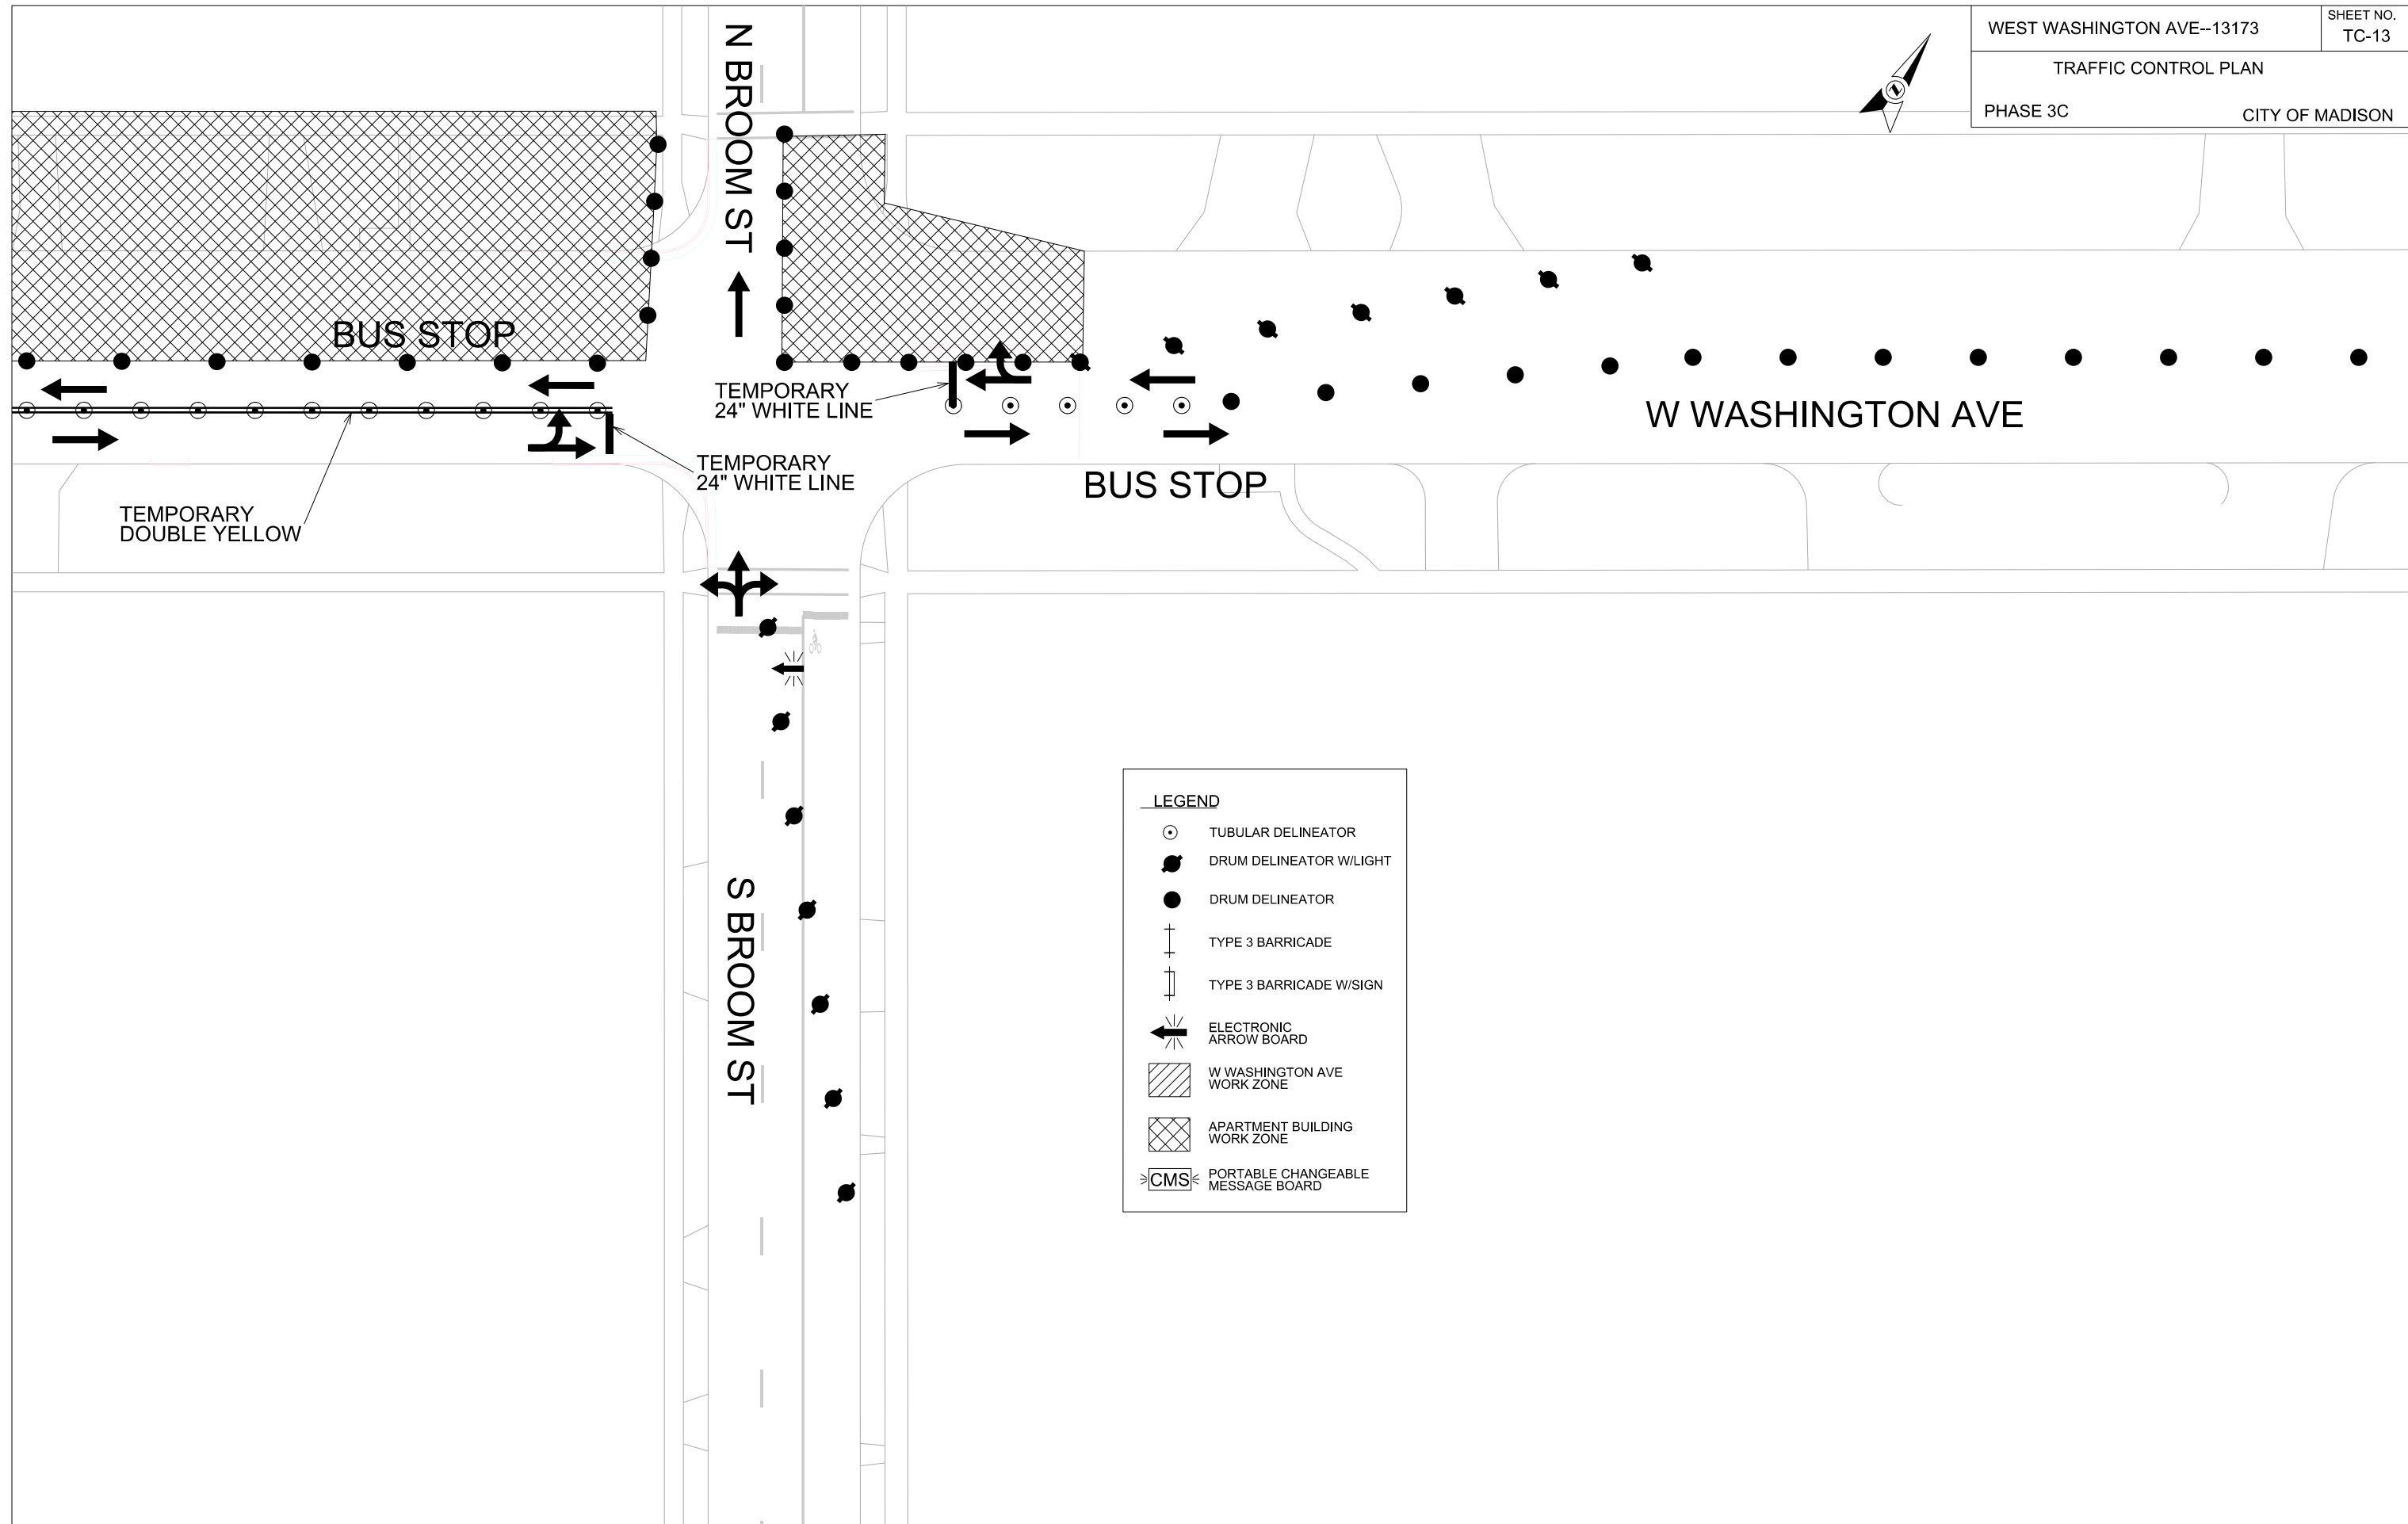 WEST WASHINGTON AVE--13173
SHEET NO.
TC-13
TRAFFIC CONTROL PLAN
PHASE 3C
CITY OF MADISON
N BROOM ST
Z
BUS STOP
TEMPORARY
24" WHITE LINE
W WASHINGTON AVE
TEMPORARY
24" WHITE LINE
BUS STOP
TEMPORARY
DOUBLE YELLOW
S BROOM ST
LEGEND
TUBULAR DELINEATOR
DRUM DELINEATOR W/LIGHT
DRUM DELINEATOR
TYPE 3 BARRICADE
TYPE 3 BARRICADE W/SIGN
ELECTRONIC
ARROW BOARD
W WASHINGTON AVE
WORK ZONE
APARTMENT BUILDING
WORK ZONE
CMS
PORTABLE CHANGEABLE
MESSAGE BOARD